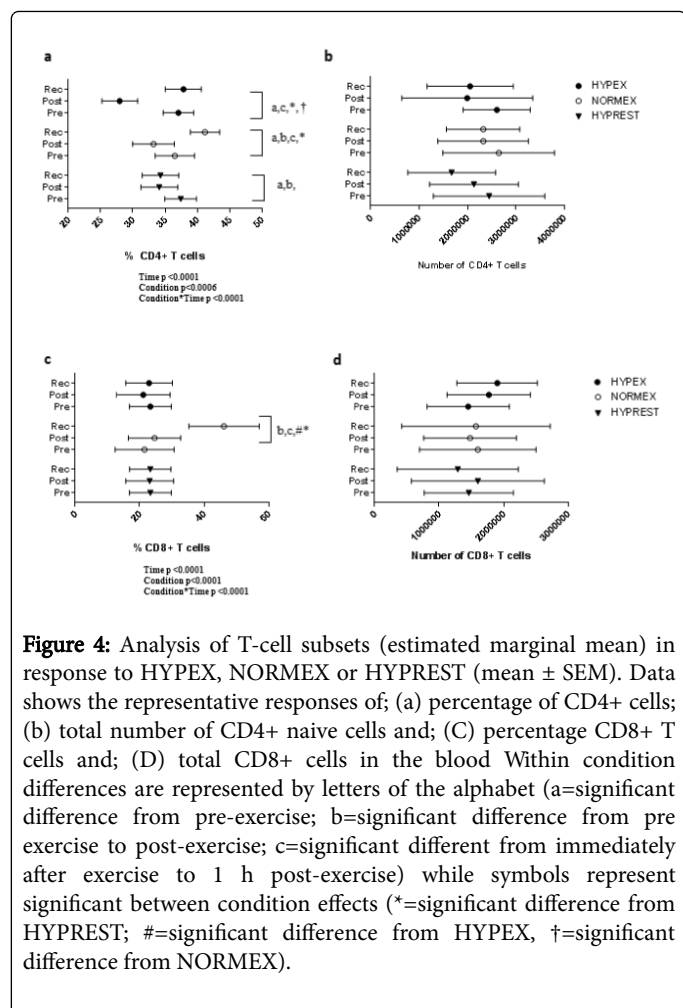 a
Rec
Post
Pre
a,c,*, †
Rec
Post
Pre
a,b,c,*
Rec
Post
Pre
a,b,
20 25 30 35 40 45 50
% CD4+ T cells
Time p <0.0001
Condition p<0.0006
Condition*Time p <0.0001
b
Rec
Post
Pre
Rec
Post
Pre
Rec
Post
Pre
HYPEX
NORMEX
HYPREST
0 1000000 2000000 3000000 4000000
Number of CD4+ T cells
c
Rec
Post
Pre
Rec
Post
Pre
b,c,#*
Rec
Post
Pre
0 20 40 60
% CD8+ T cells
Time p <0.0001
Condition p<0.0001
Condition*Time p <0.0001
d
Rec
Post
Pre
Rec
Post
Pre
Rec
Post
Pre
HYPEX
NORMEX
HYPREST
0 1000000 2000000 3000000
Number of CD8+ T cells
Figure 4: Analysis of T-cell subsets (estimated marginal mean) in
response to HYPEX, NORMEX or HYPREST (mean ± SEM). Data
shows the representative responses of; (a) percentage of CD4+ cells;
(b) total number of CD4+ naive cells and; (C) percentage CD8+ T
cells and; (D) total CD8+ cells in the blood Within condition
differences are represented by letters of the alphabet (a=significant
difference from pre-exercise; b=significant difference from pre
exercise to post-exercise; c=significant different from immediately
after exercise to 1 h post-exercise) while symbols represent
significant between condition effects (*=significant difference from
HYPREST; #=significant difference from HYPEX, †=significant
difference from NORMEX).